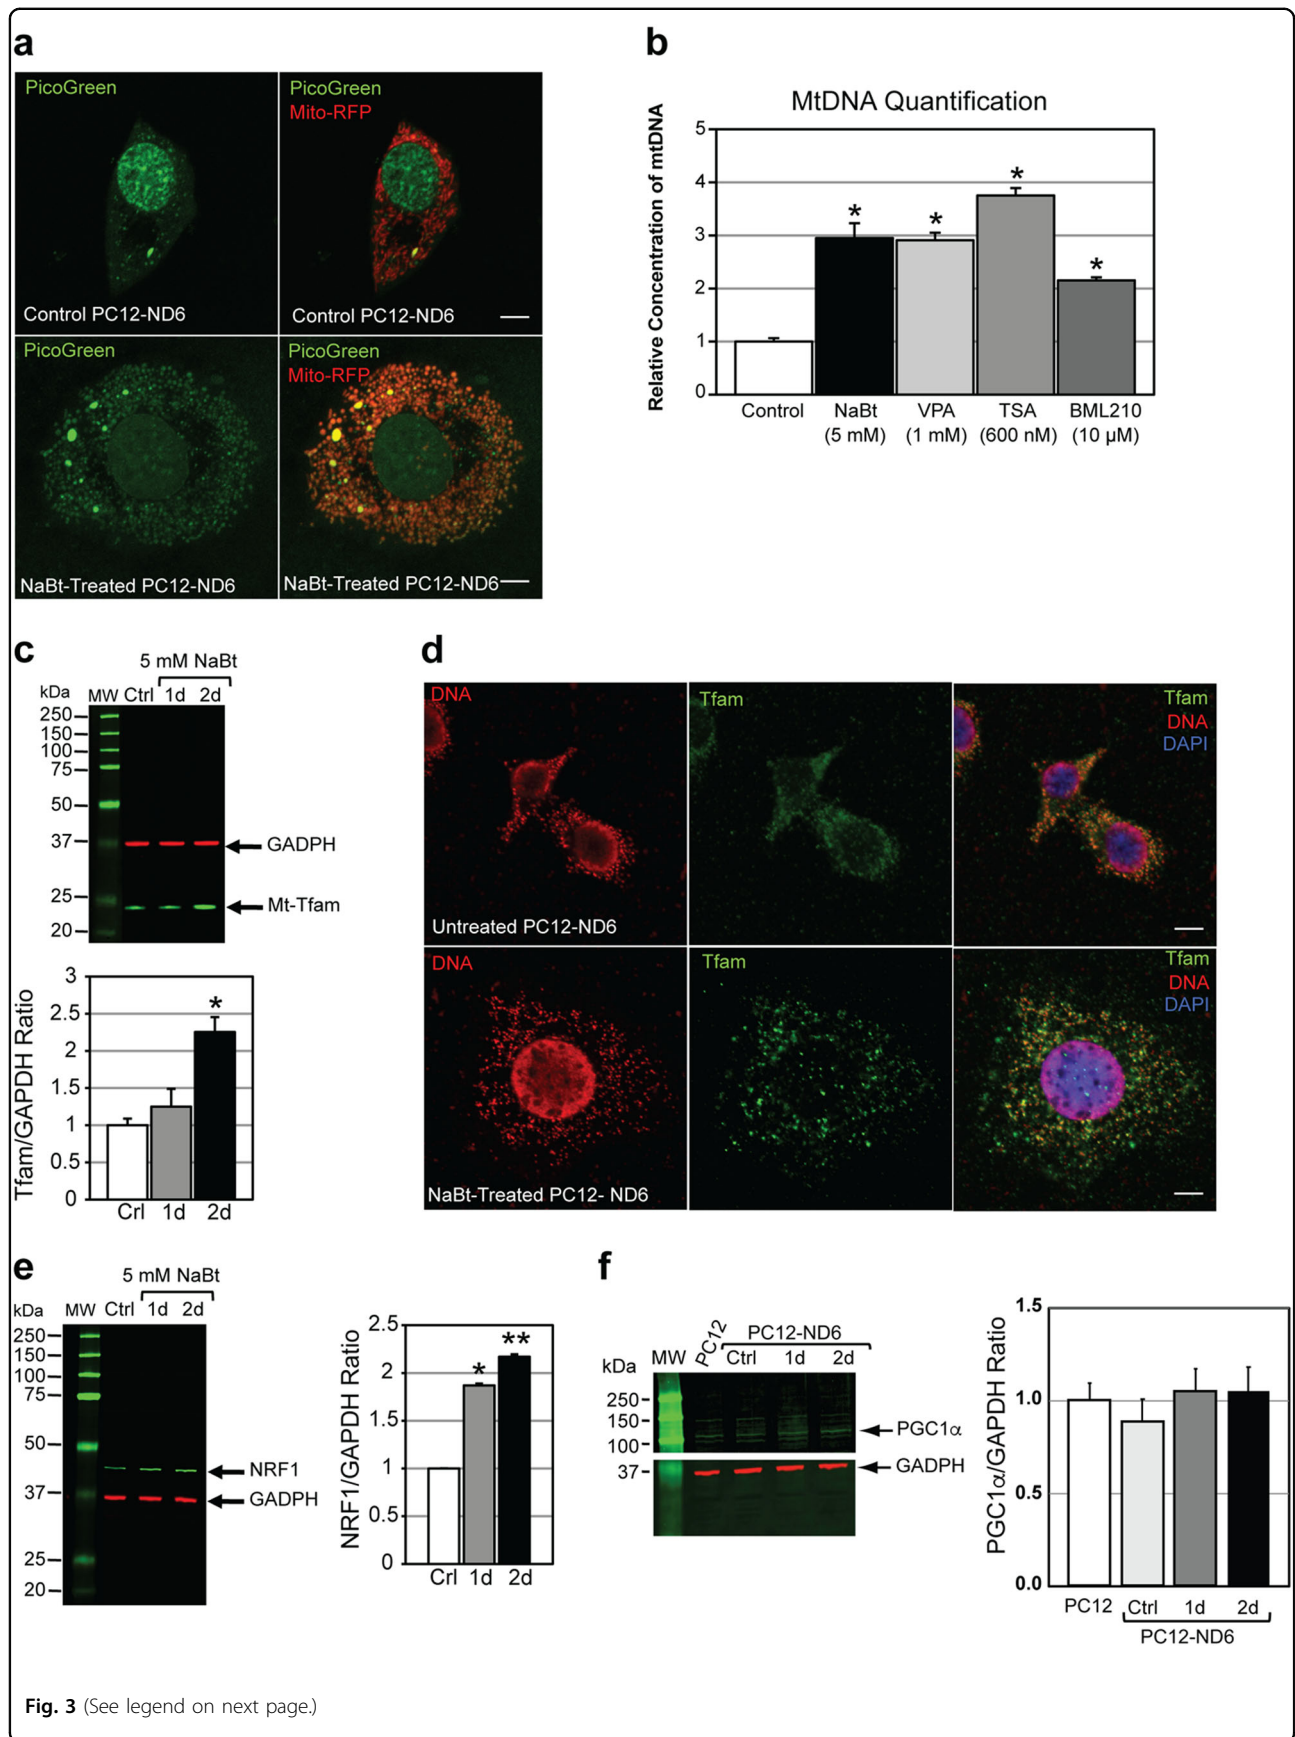 a
PicoGreen
PicoGreen
Mito-RFP
Control PC12-ND6
Control PC12-ND6
PicoGreen
PicoGreen
Mito-RFP
NaBt-Treated PC12-ND6
NaBt-Treated PC12-ND6
b
MtDNA Quantification
Relative Concentration of mtDNA
5
4
3
2
1
0
*
*
*
*
Control NaBt VPA TSA BML210
(5 mM) (1 mM) (600 nM) (10 µM)
c
5 mM NaBt
kDa MW Ctrl 1d 2d
250
150
100
75
50
37
25
20
GADPH
Mt-Tfam
Tfam/GAPDH Ratio
3
2.5
2
1.5
1
0.5
0
*
Crl 1d 2d
d
DNA
Tfam
Tfam
DNA
DAPI
Untreated PC12-ND6
DNA
Tfam
Tfam
DNA
DAPI
NaBt-Treated PC12- ND6
e
5 mM NaBt
kDa MW Ctrl 1d 2d
250
150
100
75
50
37
25
20
NRF1
GADPH
NRF1/GAPDH Ratio
2.5
2
1.5
1
0.5
0
*
**
Crl 1d 2d
f
PC12-ND6
kDa MW PC12 Ctrl 1d 2d
250
150
100
37
PGC1α
GADPH
PGC1α/GAPDH Ratio
1.5
1.0
0.5
0.0
PC12 Ctrl 1d 2d
PC12-ND6
Fig. 3 (See legend on next page.)